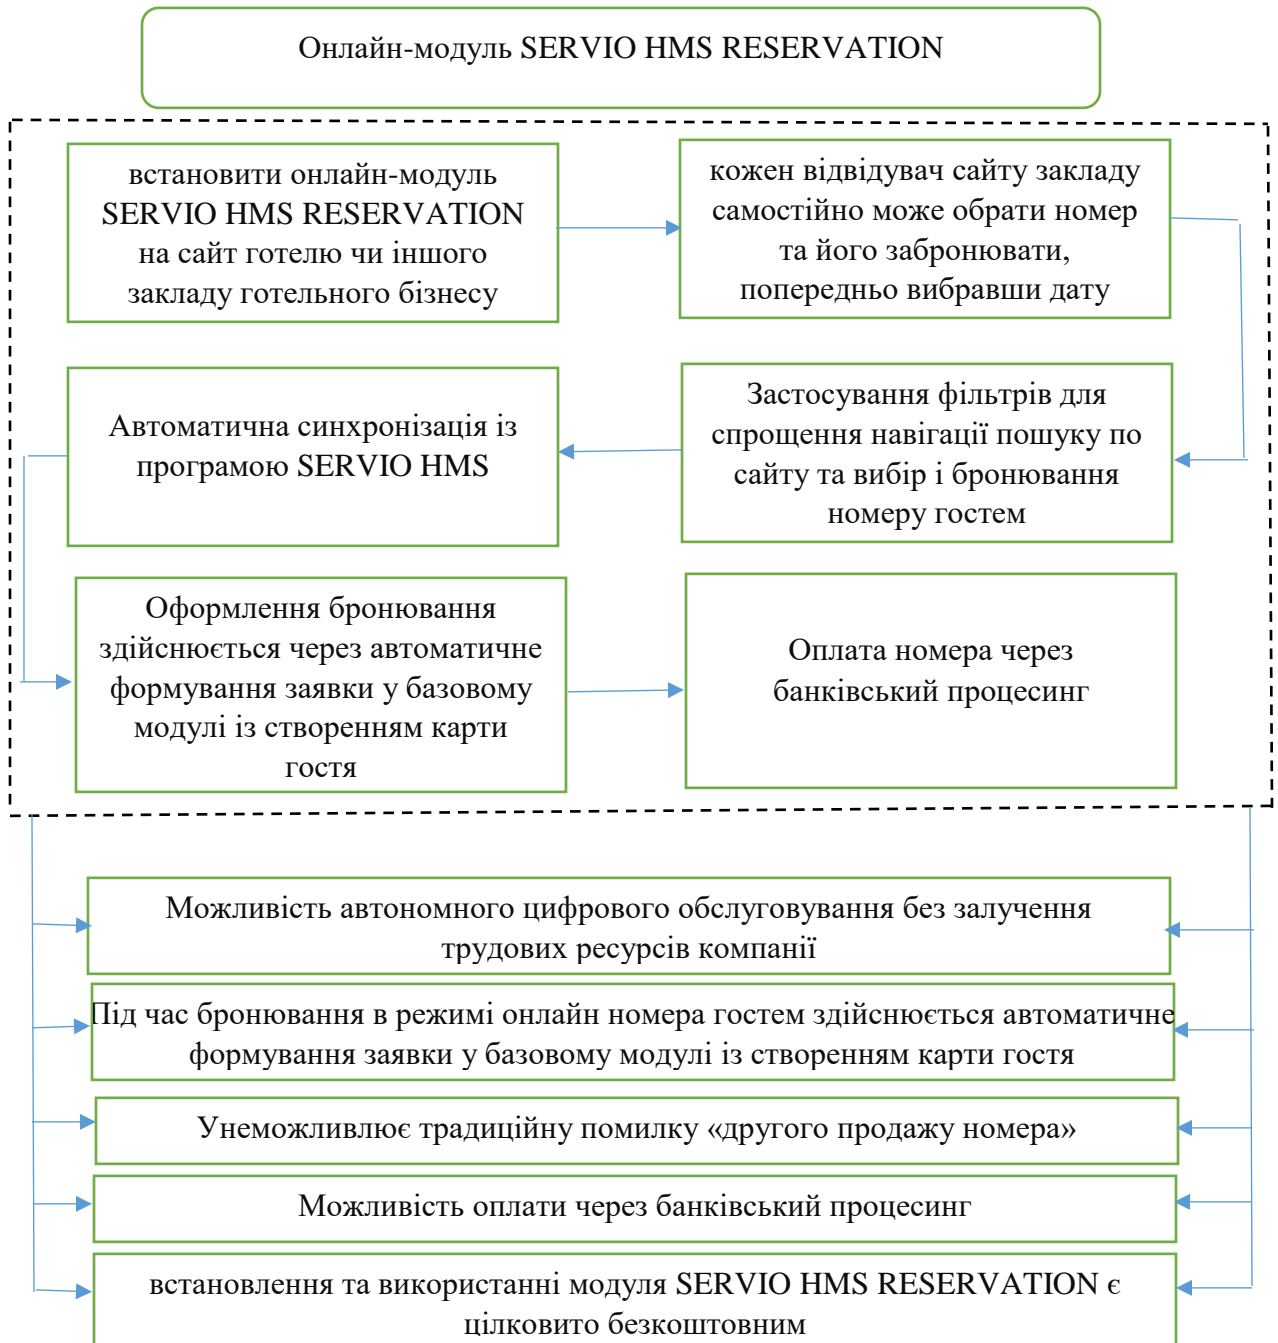 Онлайн-модуль SERVIO HMS RESERVATION
встановити онлайн-модуль
SERVIO HMS RESERVATION
на сайт готелю чи іншого
закладу готельного бізнесу
кожен відвідувач сайту закладу
самостійно може обрати номер
та його забронювати,
попередньо вибравши дату
Застосування фільтрів для
спрощення навігації пошуку по
сайту та вибір і бронювання
номеру гостем
Автоматична синхронізація із
програмою SERVIO HMS
Оформлення бронювання
здійснюється через автоматичне
формування заявки у базовому
модулі із створенням карти
гостя
Оплата номера через
банківський процесинг
Можливість автономного цифрового обслуговування без залучення
трудових ресурсів компанії
Під час бронювання в режимі онлайн номера гостем здійснюється автоматичне
формування заявки у базовому модулі із створенням карти гостя
Унеможливлює традиційну помилку «другого продажу номера»
Можливість оплати через банківський процесинг
встановлення та використанні модуля SERVIO HMS RESERVATION є
цілковито безкоштовним